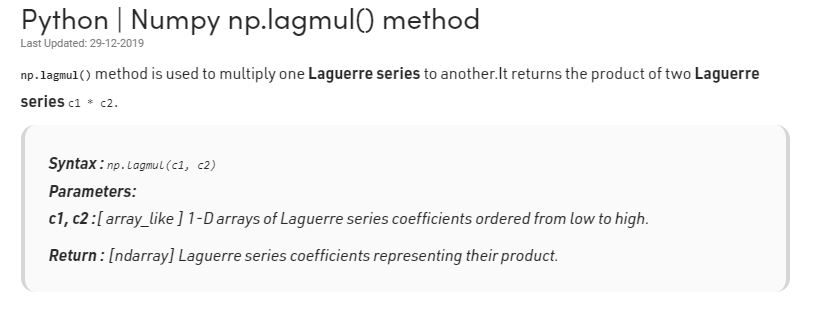 Python | Numpy np.lagmul() method
Last Updated: 29-12-2019
np.lagmul() method is used to multiply one Laguerre series to another.It returns the product of two Laguerre
series c1 * c2.
Syntax : np.lagmul(c1, c2)
Parameters:
c1, c2 :[ array_like ] 1-D arrays of Laguerre series coefficients ordered from low to high.
Return : [ndarray] Laguerre series coefficients representing their product.